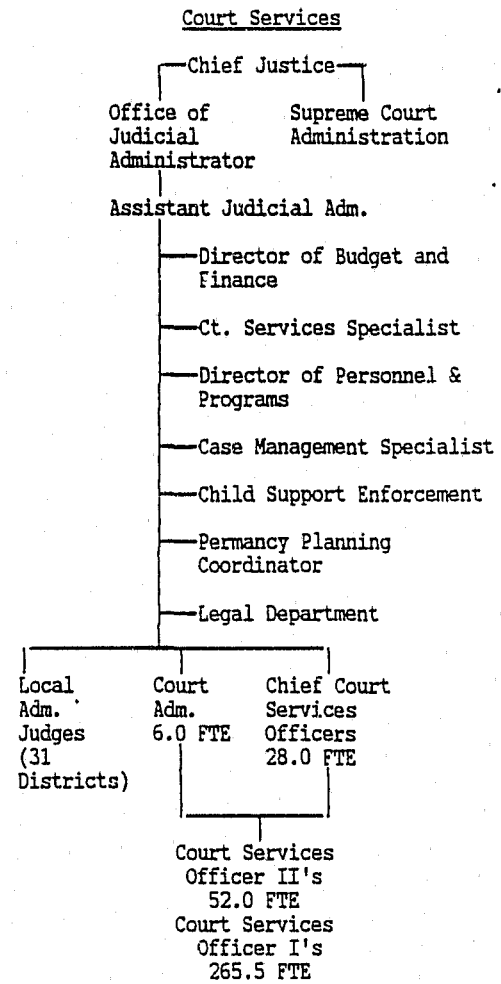 Court Services
Chief Justice
Office of
Judicial
Administrator
Supreme Court
Administration
Assistant Judicial Adm.
Director of Budget and
Finance
Ct. Services Specialist
Director of Personnel &
Programs
Case Management Specialist
Child Support Enforcement
Permancy Planning
Coordinator
Legal Department
Local
Adm.
Judges
(31
Districts)
Court
Adm.
6.0 FTE
Chief Court
Services
Officers
28.0 FTE
Court Services
Officer II's
52.0 FTE
Court Services
Officer I's
265.5 FTE